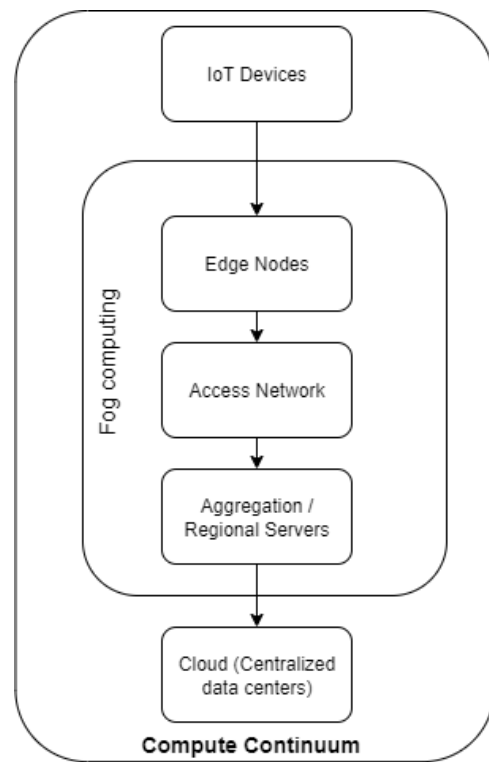 IoT Devices
Edge Nodes
Fog computing
Access Network
Aggregation /
Regional Servers
Cloud (Centralized
data centers)
Compute Continuum